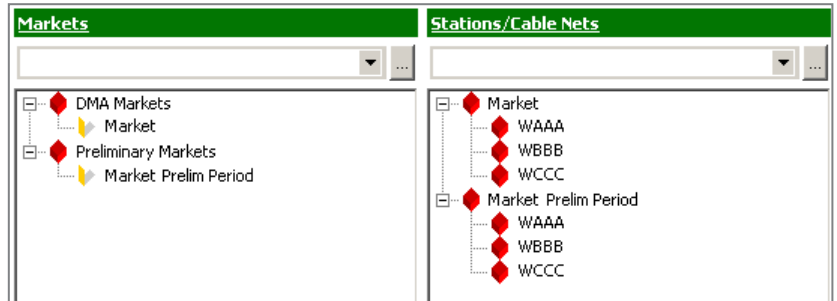 Markets
...
DMA Markets
Market
Preliminary Markets
Market Prelim Period
Stations/Cable Nets
...
Market
WAAA
WBBB
WCCC
Market Prelim Period
WAAA
WBBB
WCCC